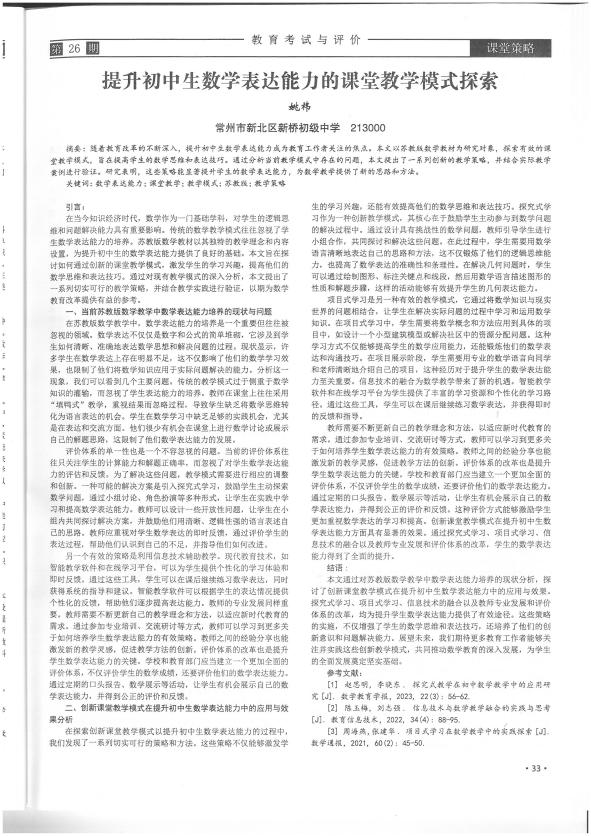 教育考试与评价
第 26 期
课堂策略
提升初中生数学表达能力的课堂教学模式探索
姚祎
常州市新北区新桥初级中学 213000
摘要：随着教育改革的不断深入，提升初中生数学表达能力成为教育工作者关注的焦点。本文以苏教版数学教材为研究对象，探索有效的课
堂教学模式，旨在提高学生的数学思维和表达技巧。通过分析当前教学模式中存在的问题，本文提出了一系列创新的教学策略，并结合实际教学
案例进行验证。研究表明，这些策略能显著提升学生的数学表达能力，为数学教学提供了新的思路和方法。
关键词：数学表达能力；课堂教学；教学模式；苏教版；教学策略
引言：
在当今知识经济时代，数学作为一门基础学科，对学生的逻辑思
维和问题解决能力具有重要影响。传统的数学教学模式往往忽视了学
生数学表达能力的培养。苏教版数学教材以其独特的教学理念和内容
设置，为提升初中生的数学表达能力提供了良好的基础。本文旨在探
讨如何通过创新的课堂教学模式，激发学生的学习兴趣，提高他们的
数学思维和表达技巧。通过对现有教学模式的深入分析，本文提出了
一系列切实可行的教学策略，并结合教学实践进行验证，以期为数学
教育改革提供有益的参考。
一、当前苏教版数学教学中数学表达能力培养的现状与问题
在苏教版数学教学中，数学表达能力的培养是一个重要但往往被
忽视的领域。数学表达不仅仅是数学和公式的简单堆砌，它涉及到学
生如何清晰、准确地表达数学思想和解决问题的过程，现状显示，许
多学生在数学表达上存在明显不足，这不仅影响了他们的数学学习效
果，也限制了他们将数学知识应用于实际问题解决的能力。分析这一
现象，我们可以看到几个主要问题，传统的教学模式过于侧重于数学
知识的灌输，而忽视了学生表达能力的培养。教师在课堂上往往采用
“填鸭式”教学，重视结果而忽略过程，导致学生缺乏将数学思维转
化为语言表达的机会。学生在数学学习中缺乏足够的实践机会，尤其
是在表达和交流方面。他们很少有机会在课堂上进行数学讨论或展示
自己的解题思路，这限制了他们数学表达能力的发展。
评价体系的单一性也是一个不容忽视的问题。当前的评价体系往
往只关注学生的计算能力和解题正确率，而忽视了对学生数学表达能
力的评估和反馈。为了解决这些问题，教学模式需要进行相应的调整
和创新。一种可能的解决方案是引入探究式学习，鼓励学生主动探索
数学问题，通过小组讨论、角色扮演等多种形式，让学生在实践中学
习和提高数学表达能力。教师可以设计一些开放性问题，让学生在小
组内共同探讨解决方案，并鼓励他们用清晰、逻辑性强的语言表述自
己的思路。教师应重视对学生数学表达的即时反馈，通过评价学生的
表达过程，帮助他们认识到自己的不足，并指导他们如何改进。
另一个有效的策略是利用信息技术辅助教学。现代教育技术，如
智能教学软件和在线学习平台，可以为学生提供个性化的学习体验和
即时反馈。通过这些工具，学生可以在课后继续练习数学表达，同时
获得系统的指导和建议。智能教学软件可以根据学生的表达情况提供
个性化的反馈，帮助他们逐步提高表达能力。教师的专业发展同样重
要。教师需要不断更新自己的教学理念和方法，以适应新时代教育的
需求。通过参加专业培训、交流研讨等方式，教师可以学习到更多关
于如何培养学生数学表达能力的有效策略。教师之间的经验分享也能
激发新的教学灵感，促进教学方法的创新。评价体系的改革也是提升
学生数学表达能力的关键。学校和教育部门应当建立一个更加全面的
评价体系，不仅评价学生的数学成绩，还要评价他们的数学表达能力。
通过定期的口头报告、数学展示等活动，让学生有机会展示自己的数
学表达能力，并得到公正的评价和反馈。
二、创新课堂教学模式在提升初中生数学表达能力中的应用与效
果分析
在探索创新课堂教学模式以提升初中生数学表达能力的过程中，
我们发现了一系列切实可行的策略和方法。这些策略不仅能够激发学
生的学习兴趣，还能有效提高他们的数学思维和表达技巧。探究式学
习作为一种创新教学模式，其核心在于鼓励学生主动参与到数学问题
的解决过程中。通过设计具有挑战性的数学问题，教师引导学生进行
小组合作，共同探讨和解决这些问题，在此过程中，学生需要用数学
语言清晰地表达自己的思路和方法，这不仅锻炼了他们的逻辑思维能
力，也提高了数学表达的准确性和条理性。在解决几何问题时，学生
可以通过绘制图形、标注关键点和线段，然后用数学语言描述图形的
性质和解题步骤，这样的活动能够有效提升学生的几何表达能力。
项目式学习是另一种有效的教学模式，它通过将数学知识与现实
世界的问题相结合，让学生在解决实际问题的过程中学习和运用数学
知识。在项目式学习中，学生需要将数学概念和方法应用到具体的项
目中，如设计一个小型建筑模型或解决社区中的资源分配问题，这种
学习方式不仅能够提高学生的数学应用能力，还能锻炼他们的数学表
达和沟通技巧。在项目展示阶段，学生需要用专业的数学语言向同学
和老师清晰地介绍自己的项目，这种经历对于提升学生的数学表达能
力至关重要。信息技术的融合为数学教学带来了新的机遇。智能教学
软件和在线学习平台为学生提供了丰富的学习资源和个性化的学习路
径。通过这些工具，学生可以在课后继续练习数学表达，并获得即时
的反馈和指导。
教师需要不断更新自己的教学理念和方法，以适应新时代教育的
需求。通过参加专业培训、交流研讨等方式，教师可以学习到更多关
于如何培养学生数学表达能力的有效策略。教师之间的经验分享也能
激发新的教学灵感，促进教学方法的创新。评价体系的改革也是提升
学生数学表达能力的关键。学校和教育部门应当建立一个更加全面的
评价体系，不仅评价学生的数学成绩，还要评价他们的数学表达能力。
通过定期的口头报告、数学展示等活动，让学生有机会展示自己的数
学表达能力，并得到公正的评价和反馈。这种评价方式能够激励学生
更加重视数学表达的学习和提高。创新课堂教学模式在提升初中生数
学表达能力方面具有显著的效果。通过探究式学习、项目式学习、信
息技术的融合以及教师专业发展和评价体系的改革，学生的数学表达
能力得到了全面的提升。
结语：
本文通过对苏教版数学教学中数学表达能力培养的现状分析，探
讨了创新课堂教学模式在提升初中生数学表达能力中的应用与效果。
探究式学习、项目式学习、信息技术的融合以及教师专业发展和评价
体系的改革，均为提升学生数学表达能力提供了有效途径。这些策略
的实施，不仅增强了学生的数学思维和表达技巧，还培养了他们的创
新意识和问题解决能力。展望未来，我们期待更多教育工作者能够关
注并实践这些创新教学模式，共同推动数学教育的深入发展，为学生
的全面发展奠定坚实基础。
参考文献：
[1] 赵思明，李晓东．探究式教学在初中数学教学中的应用研
究 [J]．数学教育学报，2023，22(3)：56-62.
[2] 陈玉梅，刘志强．信息技术与数学教学融合的实践与思考
[J]．教育信息技术，2022，34(4)：88-95.
[3] 周海燕，张建华．项目式学习在数学教学中的实践探索 [J]．
数学通报，2021，60(2)：45-50.
·33·